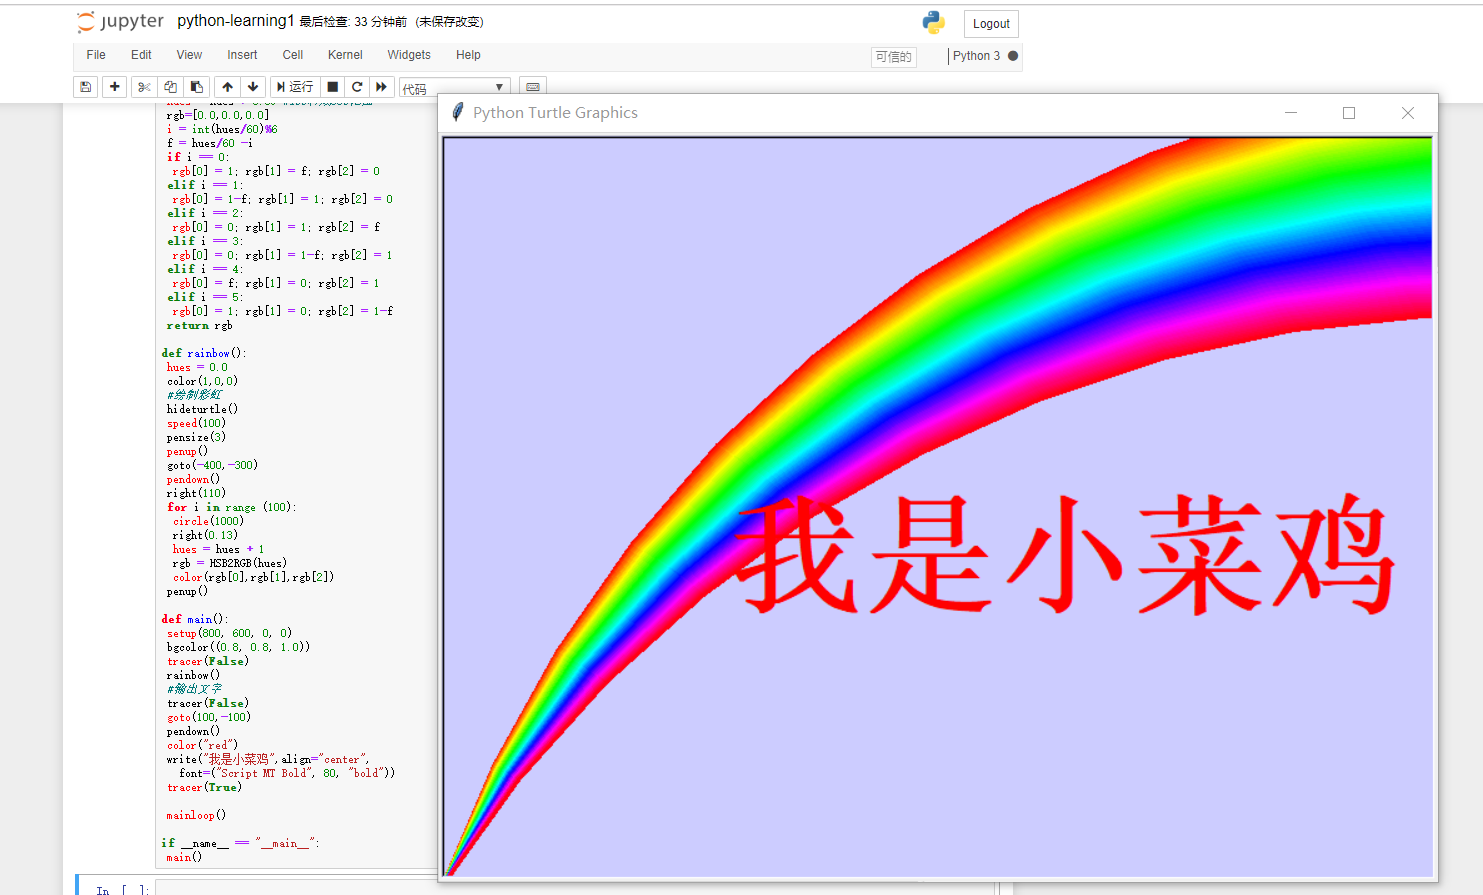 jupyter python-learning1 最后检查: 33 分钟前 (未保存改变) Logout
File Edit View Insert Cell Kernel Widgets Help 可信的 Python 3
运行 代码
rgb=[0.0,0.0,0.0]
i = int(hues/60)%6
f = hues/60 -i
if i == 0:
rgb[0] = 1; rgb[1] = f; rgb[2] = 0
elif i == 1:
rgb[0] = 1-f; rgb[1] = 1; rgb[2] = 0
elif i == 2:
rgb[0] = 0; rgb[1] = 1; rgb[2] = f
elif i == 3:
rgb[0] = 0; rgb[1] = 1-f; rgb[2] = 1
elif i == 4:
rgb[0] = f; rgb[1] = 0; rgb[2] = 1
elif i == 5:
rgb[0] = 1; rgb[1] = 0; rgb[2] = 1-f
return rgb
def rainbow():
hues = 0.0
color(1,0,0)
#绘制彩虹
hideturtle()
speed(100)
pensize(3)
penup()
goto(-400,-300)
pendown()
right(110)
for i in range (100):
circle(1000)
right(0.13)
hues = hues + 1
rgb = HSB2RGB(hues)
color(rgb[0],rgb[1],rgb[2])
penup()
def main():
setup(800, 600, 0, 0)
bgcolor((0.8, 0.8, 1.0))
tracer(False)
rainbow()
#输出文字
tracer(False)
goto(100,-100)
pendown()
color("red")
write("我是小菜鸡",align="center",
font=("Script MT Bold", 80, "bold"))
tracer(True)
mainloop()
if __name__ == "__main__":
main()
In [ ]:
Python Turtle Graphics
我是小菜鸡